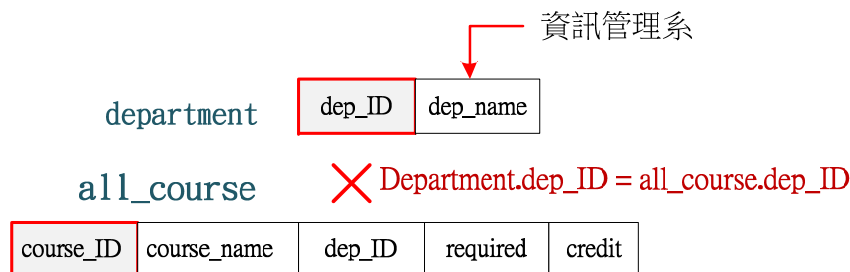 資訊管理系
department dep_ID dep_name
all_course Department.dep_ID = all_course.dep_ID
course_ID course_name dep_ID required credit